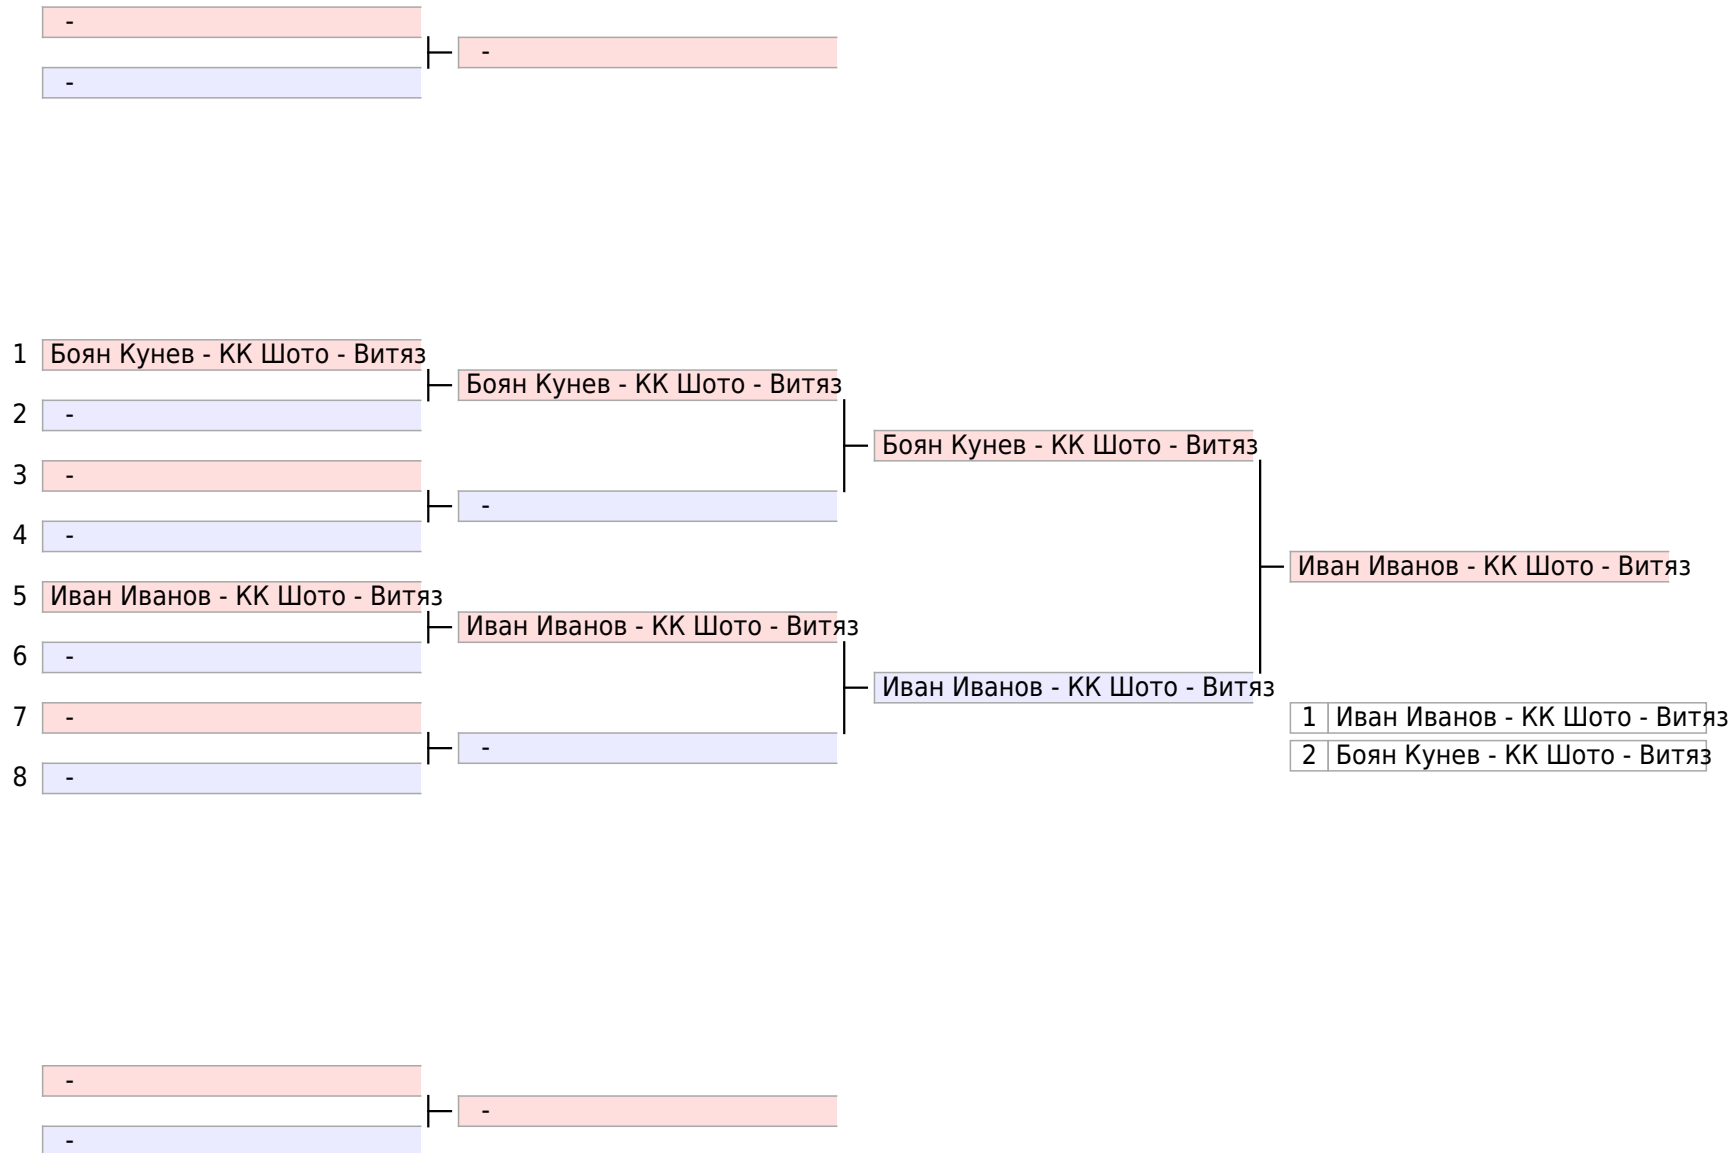 -
-
-
1 Боян Кунев - КК Шото - Витяз
Боян Кунев - КК Шото - Витяз
2 -
Боян Кунев - КК Шото - Витяз
3 -
-
4 -
Иван Иванов - КК Шото - Витяз
5 Иван Иванов - КК Шото - Витяз
Иван Иванов - КК Шото - Витяз
6 -
Иван Иванов - КК Шото - Витяз
7 -
1 Иван Иванов - КК Шото - Витяз
-
2 Боян Кунев - КК Шото - Витяз
8 -
-
-
-